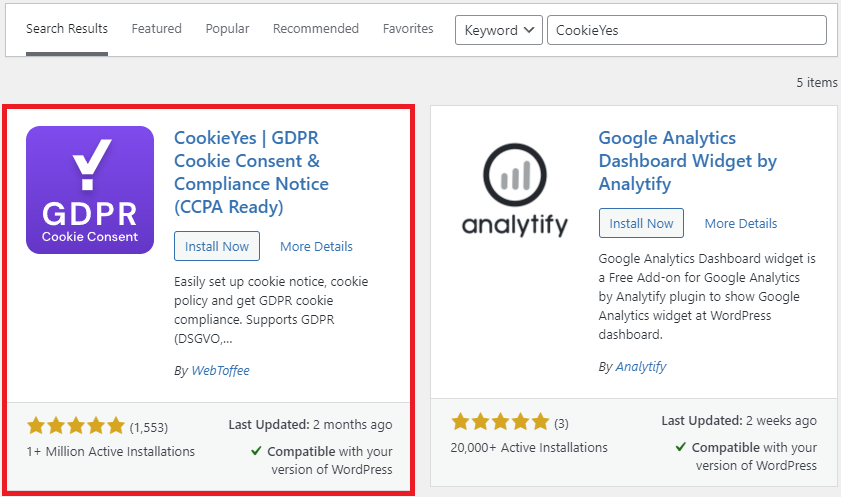 Search Results Featured Popular Recommended Favorites Keyword CookieYes
5 items
GDPR
Cookie Consent
CookieYes | GDPR
Cookie Consent &
Compliance Notice
(CCPA Ready)
Install Now More Details
Easily set up cookie notice, cookie
policy and get GDPR cookie
compliance. Supports GDPR
(DSGVO,...
By WebToffee
(1,553)
1+ Million Active Installations
Last Updated: 2 months ago
Compatible with your
version of WordPress
analytify
Google Analytics
Dashboard Widget by
Analytify
Install Now More Details
Google Analytics Dashboard widget is
a Free Add-on for Google Analytics
by Analytify plugin to show Google
Analytics widget at WordPress
dashboard.
By Analytify
(3)
20,000+ Active Installations
Last Updated: 2 weeks ago
Compatible with your
version of WordPress